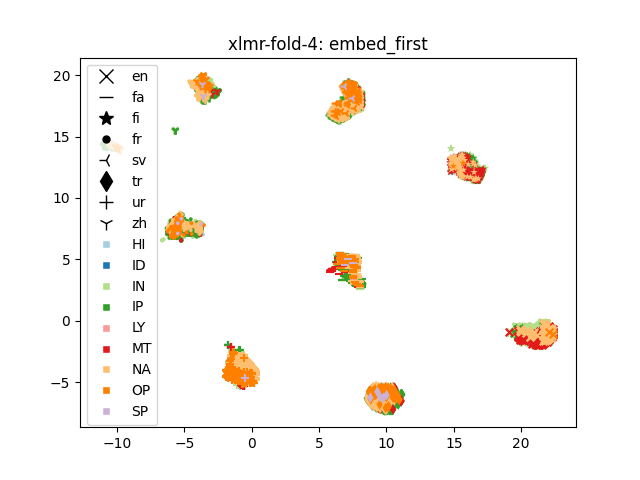 xlmr-fold-4: embed_first
en
fa
fi
fr
sv
tr
ur
zh
HI
ID
IN
IP
LY
MT
NA
OP
SP
20
15
10
5
0
−5
−10
−5
0
5
10
15
20